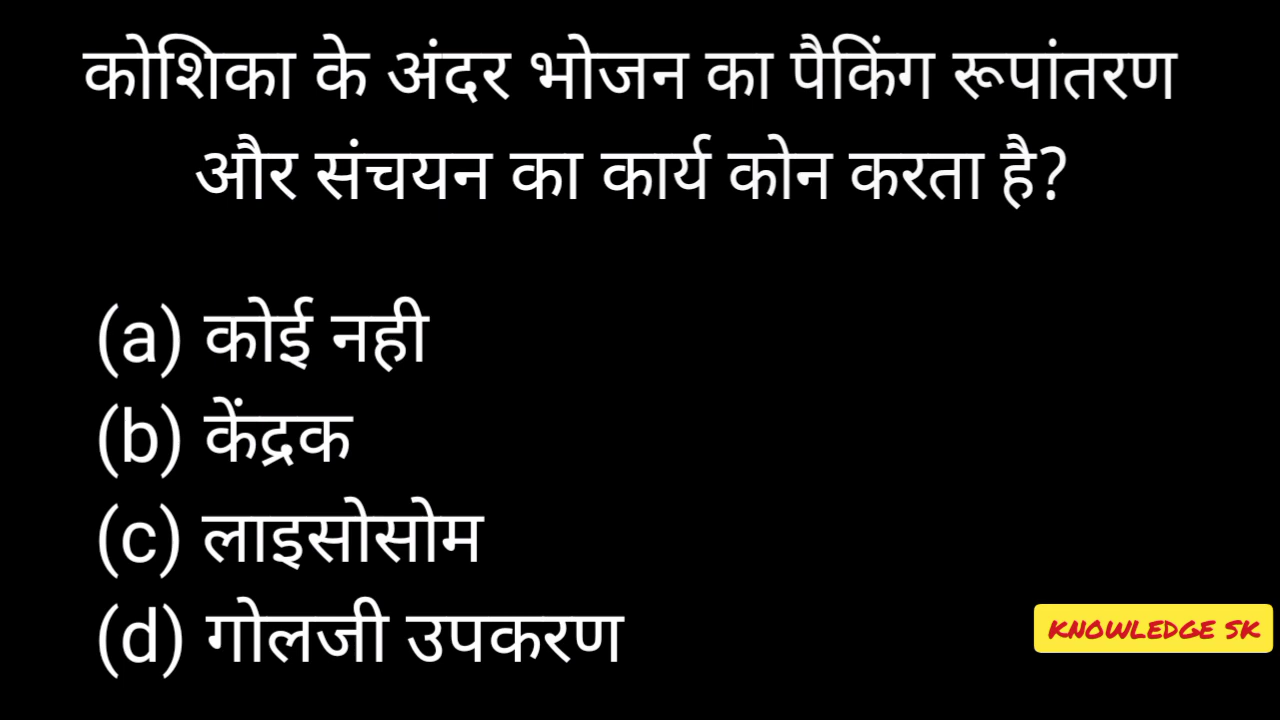 कोशिका के अंदर भोजन का पैकिंग रूपांतरण
और संचयन का कार्य कोन करता है?
(a) कोई नही
(b) केंद्रक
(c) लाइसोसोम
(d) गोलजी उपकरण
KNOWLEDGE SK